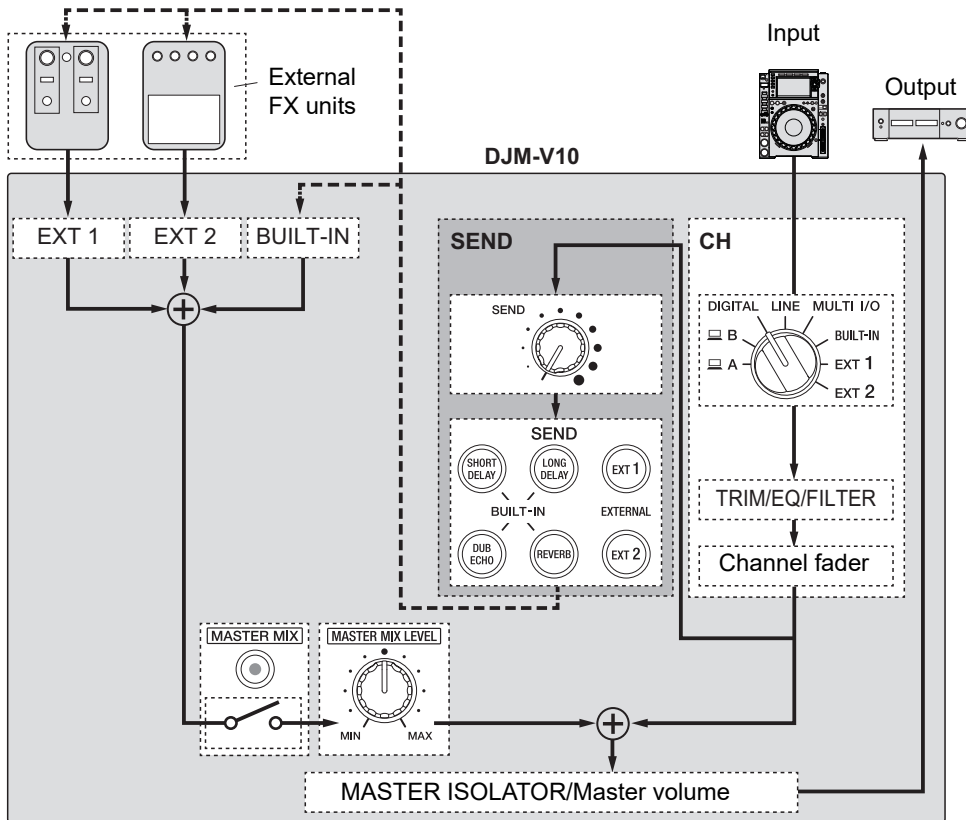 Input
Output
External
FX units
DJM-V10
EXT 1
EXT 2
BUILT-IN
SEND
SEND
SEND
SHORT
DELAY
LONG
DELAY
EXT 1
BUILT-IN
EXTERNAL
DUB
ECHO
REVERB
EXT 2
CH
DIGITAL
LINE
MULTI I/O
B
BUILT-IN
A
EXT 1
EXT 2
TRIM/EQ/FILTER
Channel fader
MASTER MIX
MASTER MIX LEVEL
MIN
MAX
MASTER ISOLATOR/Master volume